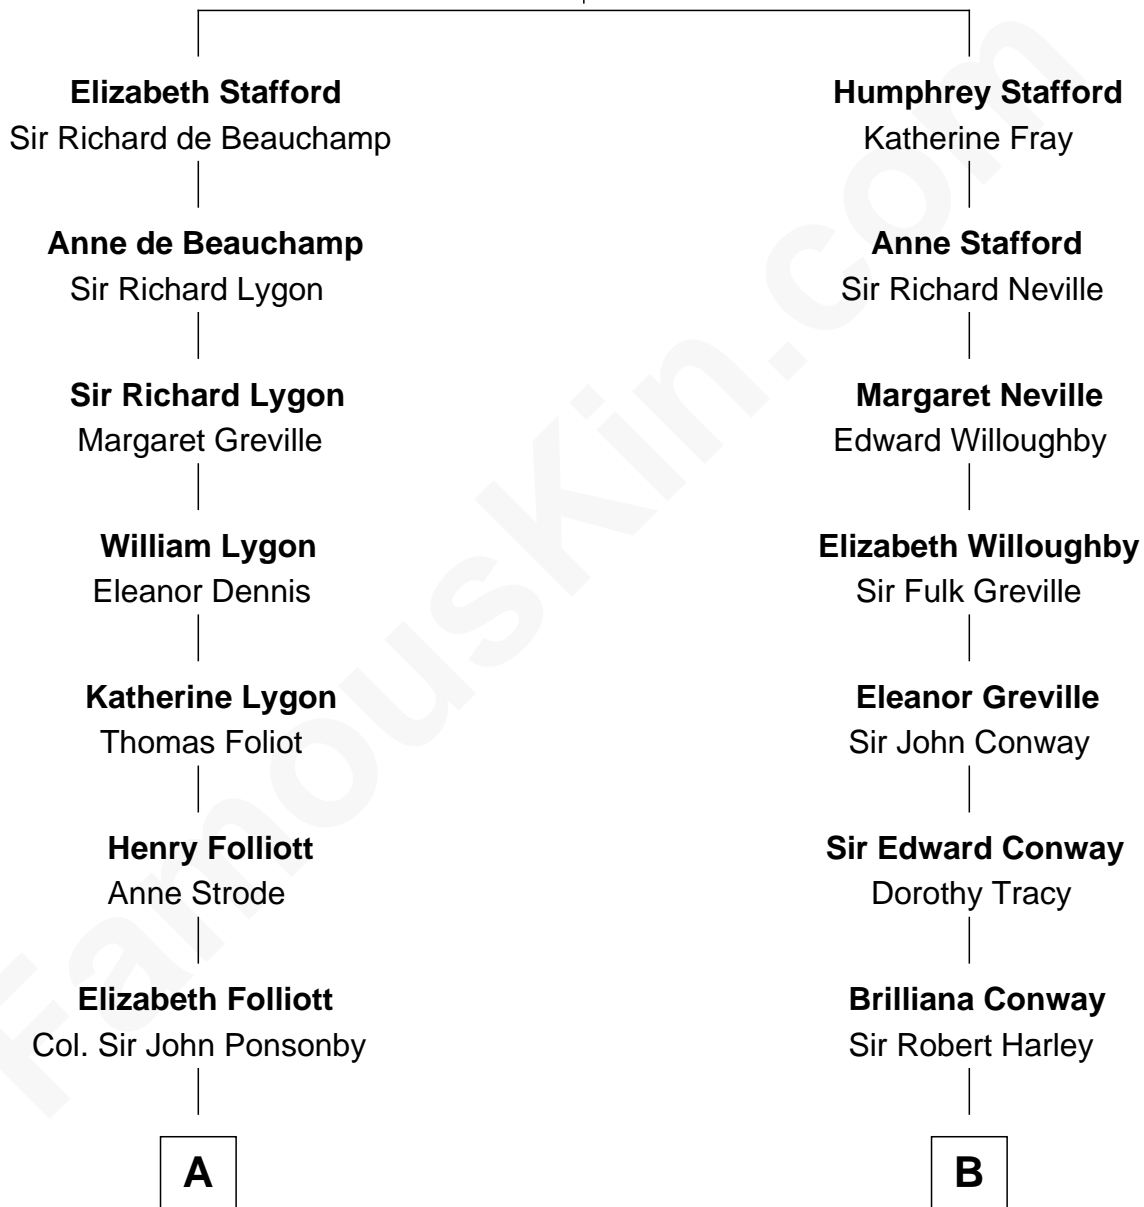 Elizabeth Stafford
Sir Richard de Beauchamp
Anne de Beauchamp
Sir Richard Lygon
Sir Richard Lygon
Margaret Greville
William Lygon
Eleanor Dennis
Katherine Lygon
Thomas Foliot
Henry Folliott
Anne Strode
Elizabeth Folliott
Col. Sir John Ponsonby
A
Humphrey Stafford
Katherine Fray
Anne Stafford
Sir Richard Neville
Margaret Neville
Edward Willoughby
Elizabeth Willoughby
Sir Fulk Greville
Eleanor Greville
Sir John Conway
Sir Edward Conway
Dorothy Tracy
Brilliana Conway
Sir Robert Harley
B
FamousKin.com